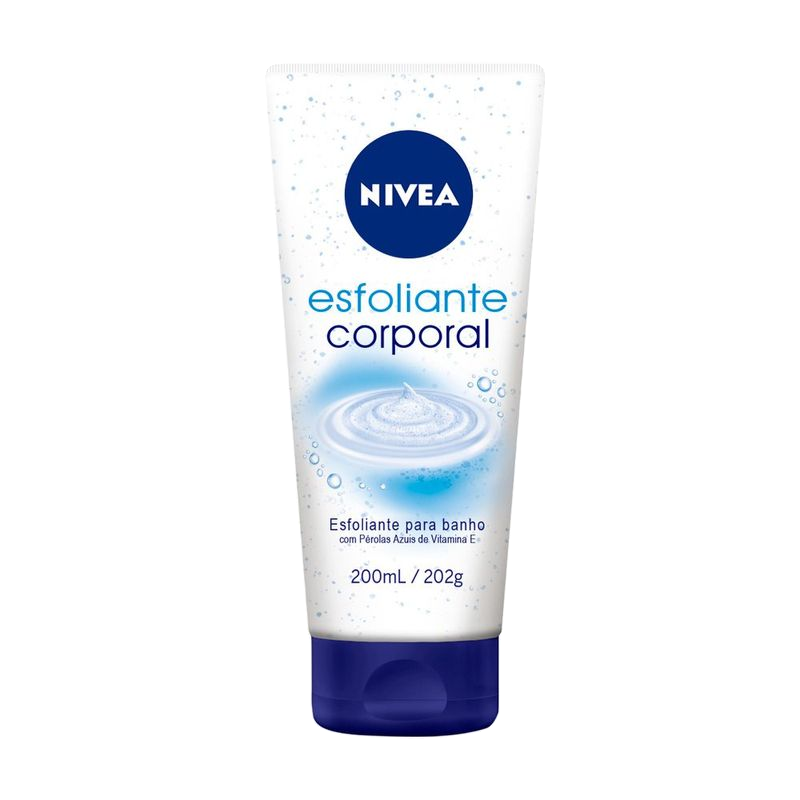 NIVEA
esfoliante
corporal
Esfoliante para banho
com Pérolas Azuis de Vitamina E
200mL / 202g